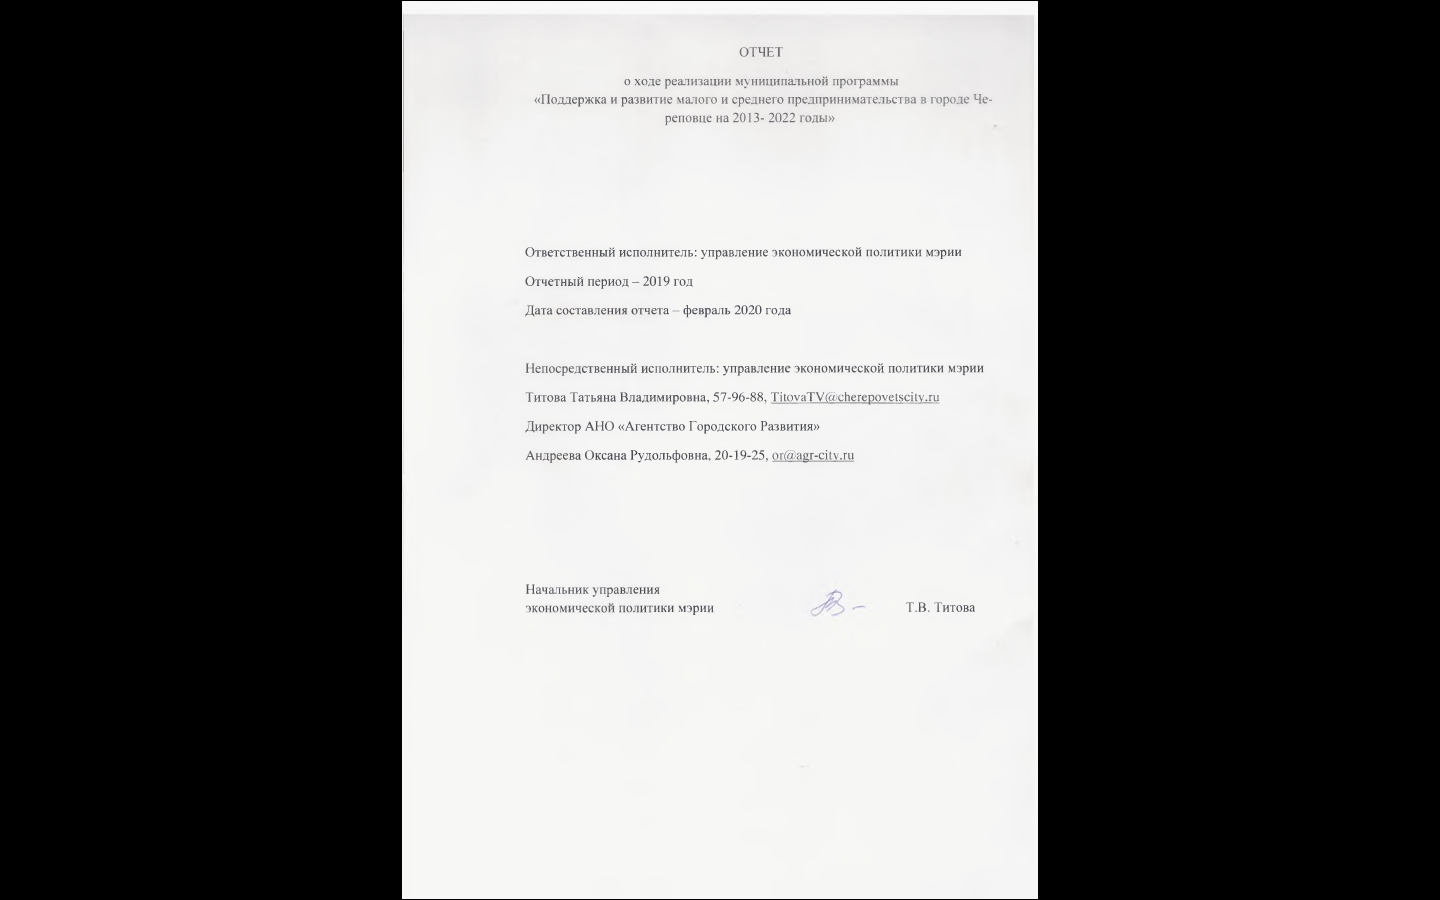 ОТЧЕТ
о ходе реализации муниципальной программы
«Поддержка и развитие малого и среднего предпринимательства в городе Че-
реповце на 2013- 2022 годы»
Ответственный исполнитель: управление экономической политики мэрии
Отчетный период – 2019 год
Дата составления отчета – февраль 2020 года
Непосредственный исполнитель: управление экономической политики мэрии
Титова Татьяна Владимировна, 57-96-88, TitovaTV@cherepovetscity.ru
Директор АНО «Агентство Городского Развития»
Андреева Оксана Рудольфовна, 20-19-25, or@agr-city.ru
Начальник управления
экономической политики мэрии Т.В. Титова